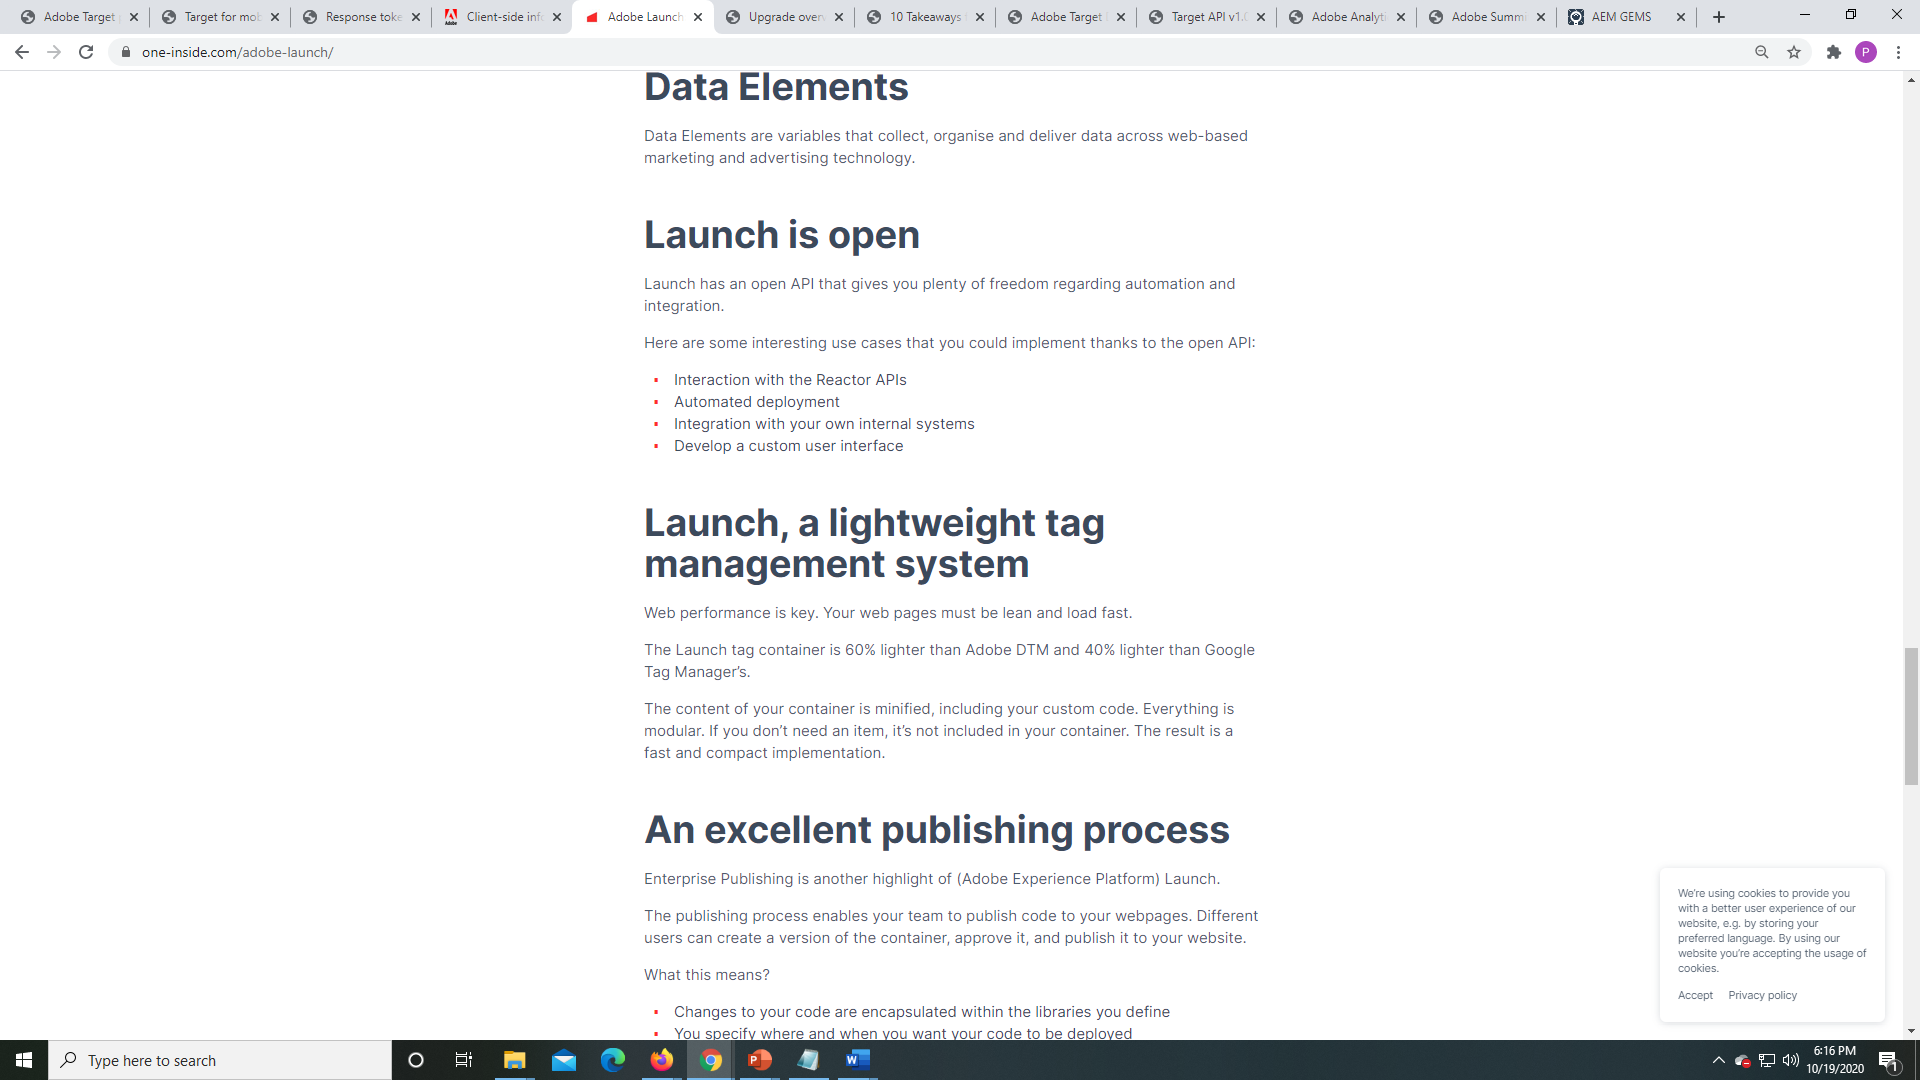 Adobe Target
Target for mob
Response toke
Client-side info
Adobe Launch
Upgrade over
10 Takeaways
Adobe Target
Target API v1.
Adobe Analyt
Adobe Summ
AEM GEMS
one-inside.com/adobe-launch/
P
Data Elements
Data Elements are variables that collect, organise and deliver data across web-based
marketing and advertising technology.
Launch is open
Launch has an open API that gives you plenty of freedom regarding automation and
integration.
Here are some interesting use cases that you could implement thanks to the open API:
Interaction with the Reactor APIs
Automated deployment
Integration with your own internal systems
Develop a custom user interface
Launch, a lightweight tag
management system
Web performance is key. Your web pages must be lean and load fast.
The Launch tag container is 60% lighter than Adobe DTM and 40% lighter than Google
Tag Manager’s.
The content of your container is minified, including your custom code. Everything is
modular. If you don’t need an item, it’s not included in your container. The result is a
fast and compact implementation.
An excellent publishing process
Enterprise Publishing is another highlight of (Adobe Experience Platform) Launch.
The publishing process enables your team to publish code to your webpages. Different
users can create a version of the container, approve it, and publish it to your website.
What this means?
Changes to your code are encapsulated within the libraries you define
You specify where and when you want your code to be deployed
We're using cookies to provide you
with a better user experience of our
website, e.g. by storing your
preferred language. By using our
website you're accepting the usage of
cookies.
Accept Privacy policy
Type here to search
6:16 PM
10/19/2020
1